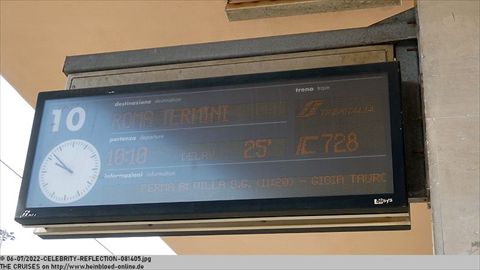 10
destinazione destination
treno train
ROMA TERMINI
TRENITALIA
partenza departure
10:10 DELAY 25' IC 728
informazioni information
FERMA A: VILLA S.G. (11:20) - GIOIA TAURO
© 06-07/2022-CELEBRITY-REFLECTION-081405.jpg
THE CRUISES on http://www.heinbloed-online.de